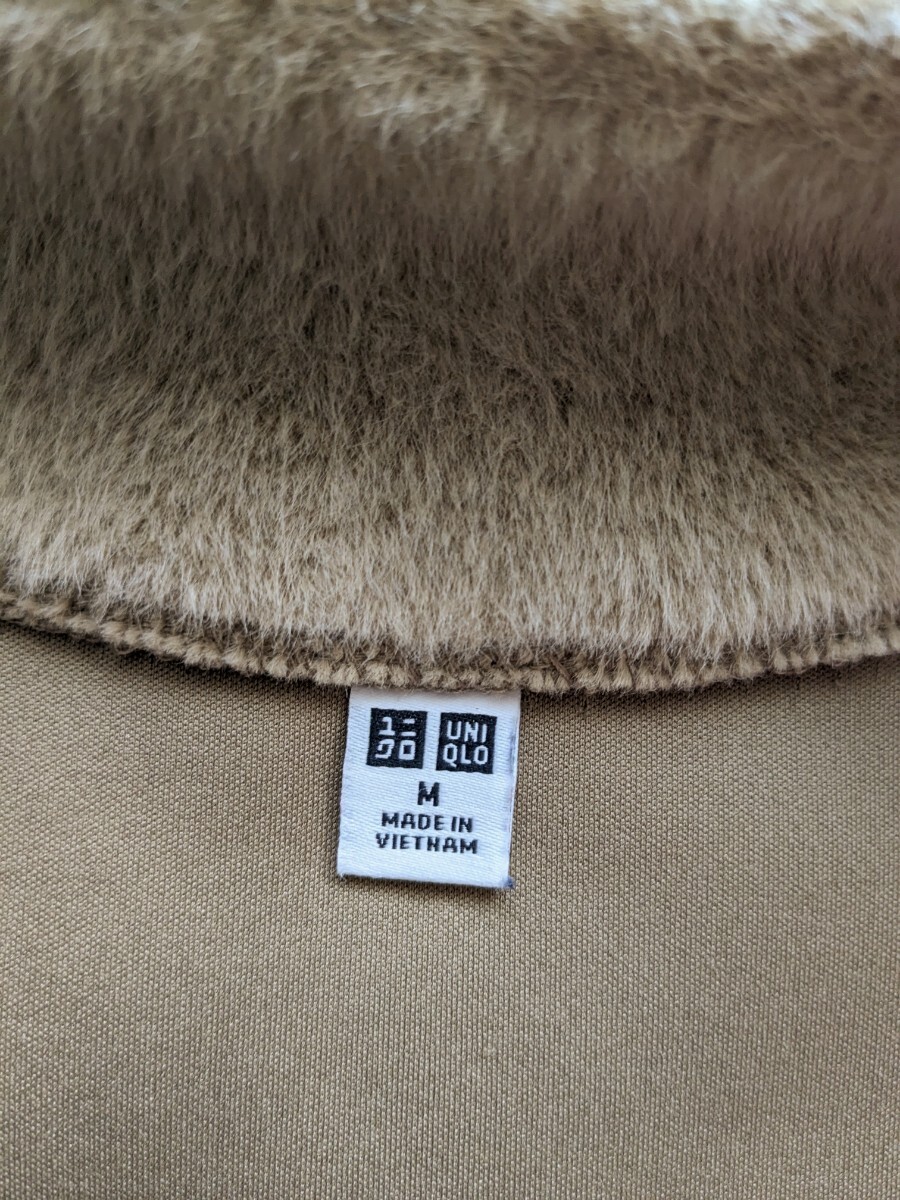 ユニ UNI
クロ QLO
M
MADE IN
VIETNAM